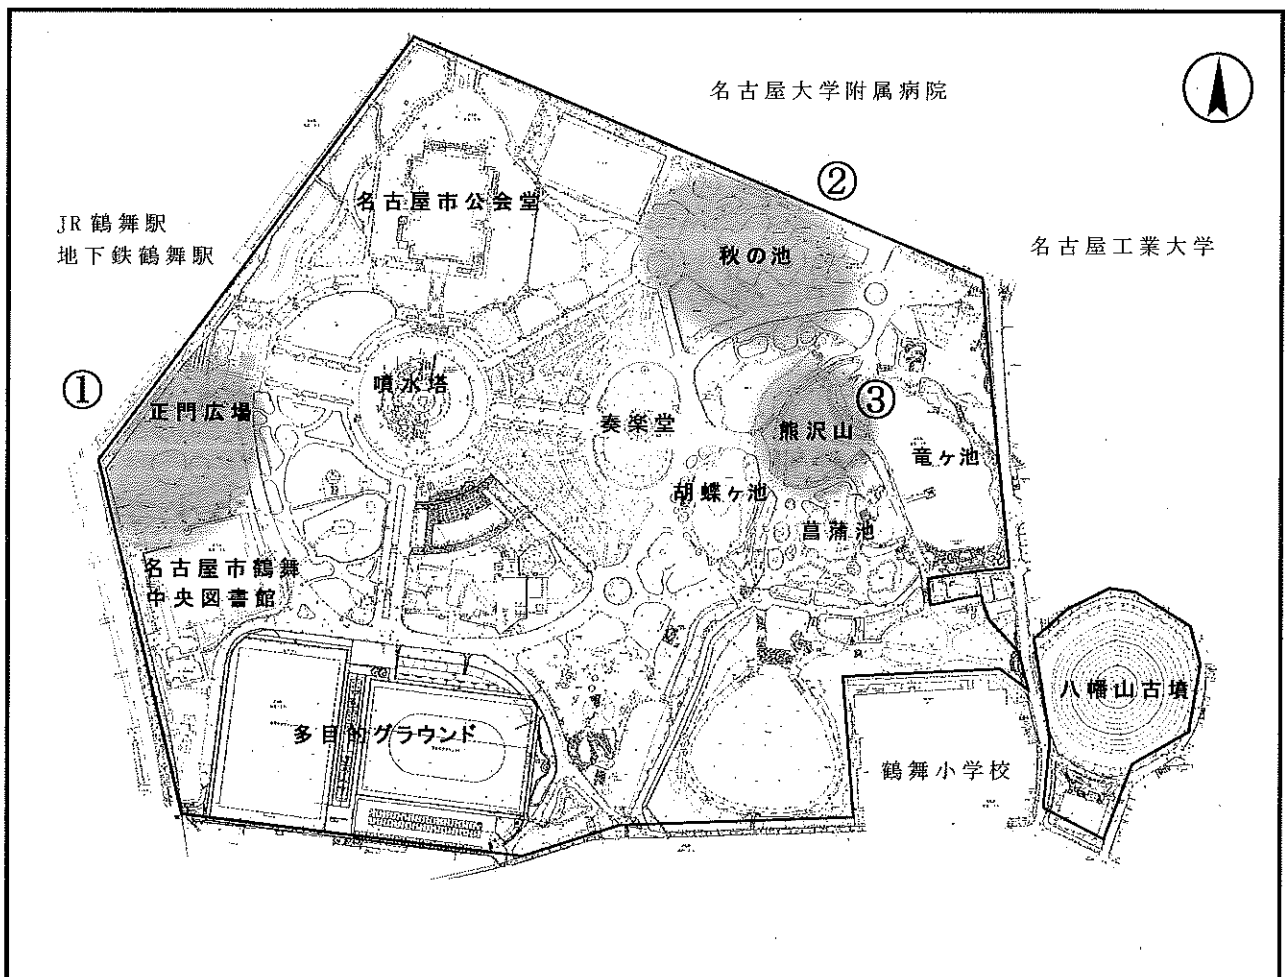 名古屋大学附属病院
②
名古屋市公会堂
JR鶴舞駅
地下鉄鶴舞駅
秋の池
名古屋工業大学
①
噴水塔
正門広場
奏楽堂
③
熊沢山
竜ヶ池
胡蝶ヶ池
菖蒲池
名古屋市鶴舞
中央図書館
八幡山古墳
多目的グラウンド
鶴舞小学校